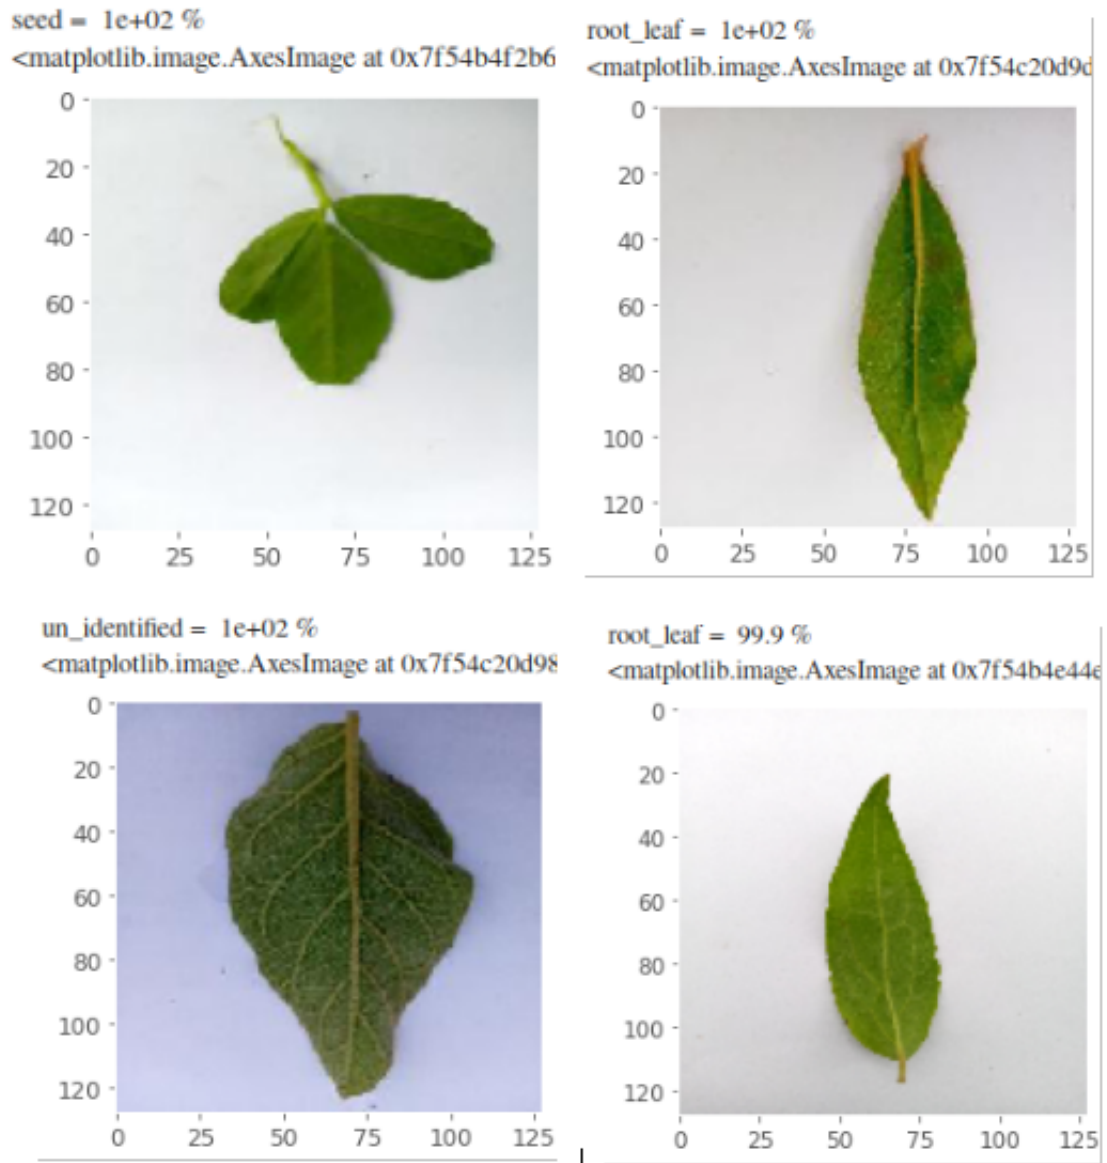 seed = 1e+02 %
<matplotlib.image.AxesImage at 0x7f54b4f2b6
0
20
40
60
80
100
120
0 25 50 75 100 125
root_leaf = 1e+02 %
<matplotlib.image.AxesImage at 0x7f54c20d9d
0
20
40
60
80
100
120
0 25 50 75 100 125
un_identified = 1e+02 %
<matplotlib.image.AxesImage at 0x7f54c20d98
0
20
40
60
80
100
120
0 25 50 75 100 125
root_leaf = 99.9 %
<matplotlib.image.AxesImage at 0x7f54b4e44e
0
20
40
60
80
100
120
0 25 50 75 100 125